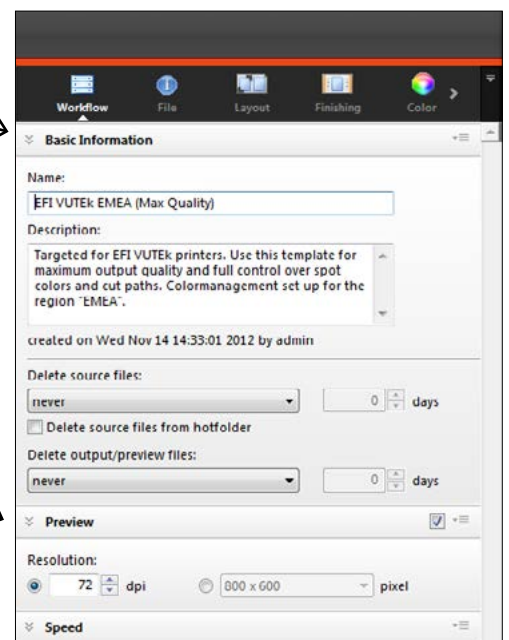 Workflow File Layout Finishing Color
Basic Information
Name:
EFI VUTEk EMEA (Max Quality)
Description:
Targeted for EFI VUTEk printers. Use this template for
maximum output quality and full control over spot
colors and cut paths. Colormanagement set up for the
region "EMEA".
created on Wed Nov 14 14:33:01 2012 by admin
Delete source files:
never 0 days
Delete source files from hotfolder
Delete output/preview files:
never 0 days
Preview
Resolution:
72 dpi 800 x 600 pixel
Speed